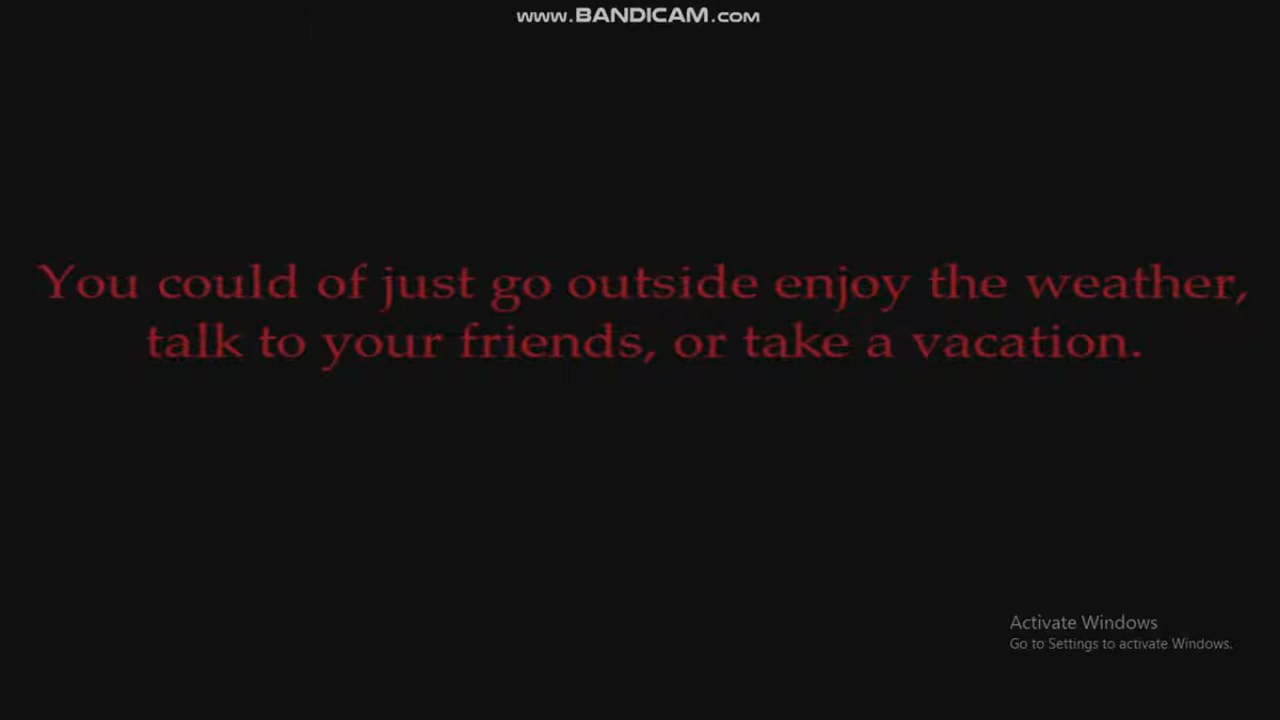 www.BANDICAM.com
You could of just go outside enjoy the weather,
talk to your friends, or take a vacation.
Activate Windows
Go to Settings to activate Windows.